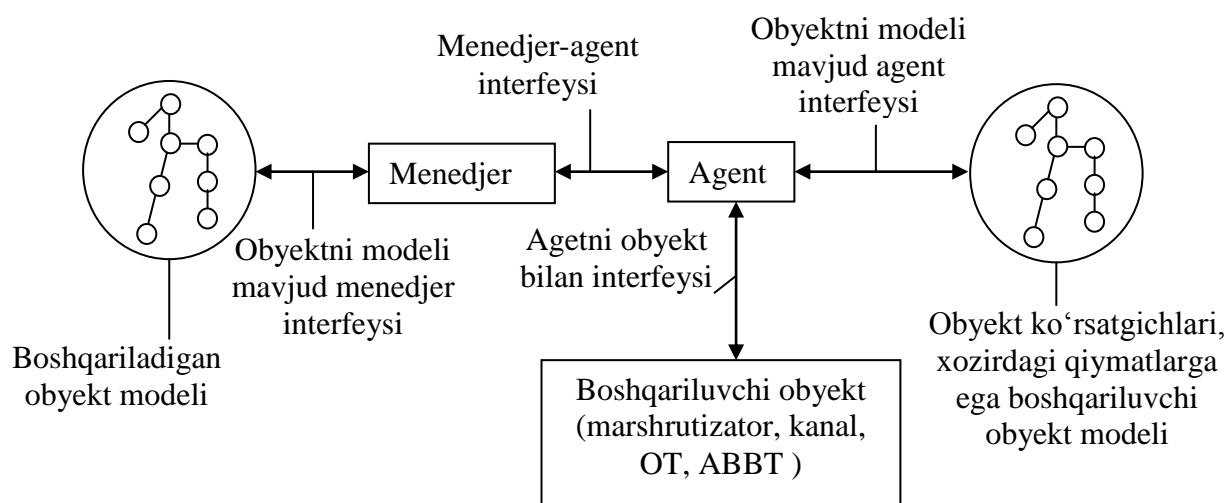 Menedjer-agent
interfeysi
Obyektni modeli
mavjud agent
interfeysi
Menedjer
Agent
Obyektni modeli
mavjud menedjer
interfeysi
Agetni obyekt
bilan interfeysi
Boshqariladigan
obyekt modeli
Boshqariluvchi obyekt
(marshrutizator, kanal,
OT, ABBT )
Obyekt ko‘rsatgichlari,
xozirdagi qiymatlarga
ega boshqariluvchi
obyekt modeli